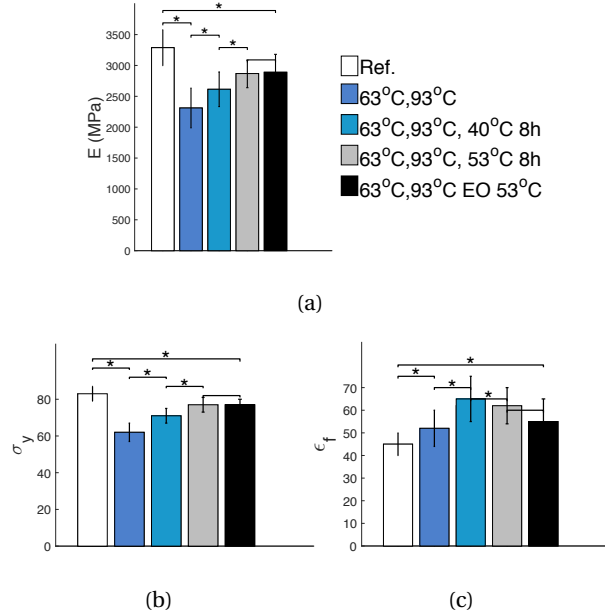 *
* * *
3500
3000
2500
2000
1500
1000
500
0
E (MPa)
Ref.
63°C,93°C
63°C,93°C, 40°C 8h
63°C,93°C, 53°C 8h
63°C,93°C EO 53°C
(a)
*
* * *
80
60
40
20
0
σy
(b)
*
* * *
70
60
50
40
30
20
10
0
ϵf
(c)